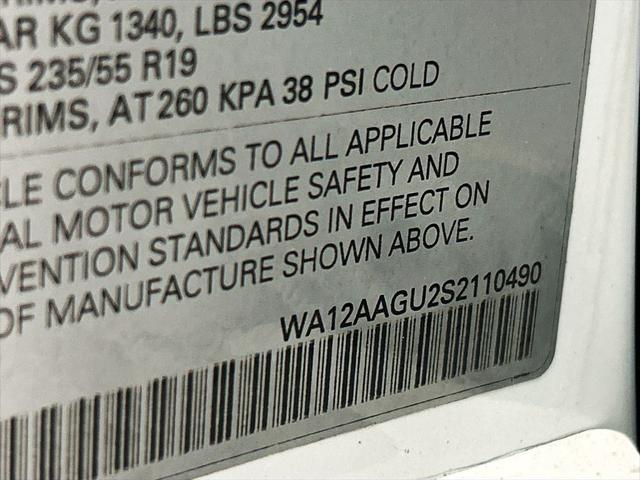 AR KG 1340, LBS 2954
S 235/55 R19
RIMS, AT 260 KPA 38 PSI COLD
CLE CONFORMS TO ALL APPLICABLE
AL MOTOR VEHICLE SAFETY AND
VENTION STANDARDS IN EFFECT ON
OF MANUFACTURE SHOWN ABOVE.
WA12AAGU2S2110490